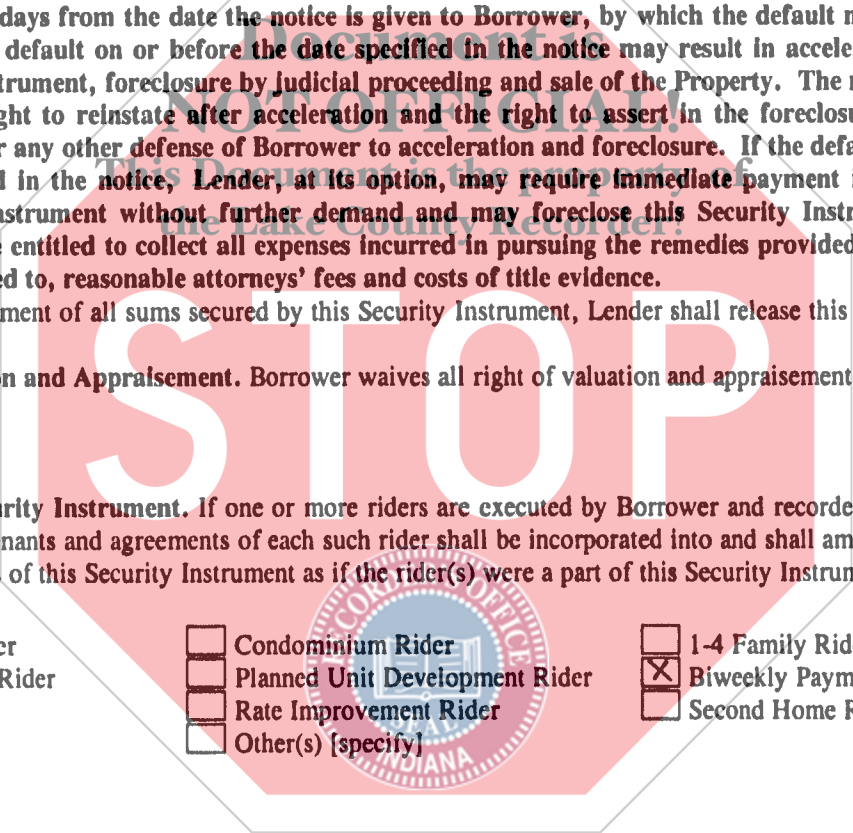 days from the date the notice is given to Borrower, by which the default
default on or before the date specified in the notice may result in accele
trument, foreclosure by judicial proceeding and sale of the Property. The
ght to reinstate after acceleration and the right to assert in the foreclosu
any other defense of Borrower to acceleration and foreclosure. If the defa
in the notice, Lender, at its option, may require immediate payment
nstrument without further demand and may foreclose this Security Instr
entitled to collect all expenses incurred in pursuing the remedies provided
ed to, reasonable attorneys' fees and costs of title evidence.
ment of all sums secured by this Security Instrument, Lender shall release this
n and Appraisement. Borrower waives all right of valuation and appraisement
urity Instrument. If one or more riders are executed by Borrower and recorde
nants and agreements of each such rider shall be incorporated into and shall am
of this Security Instrument as if the rider(s) were a part of this Security Instrum
er Condominium Rider 1-4 Family Rid
Rider Planned Unit Development Rider X Biweekly Paym
Rate Improvement Rider Second Home R
Other(s) [specify]
Document is
NOT OFFICIAL!
This Document is the property of
the Lake County Recorder!
STOP
RECORDER'S OFFICE
SEAL
INDIANA